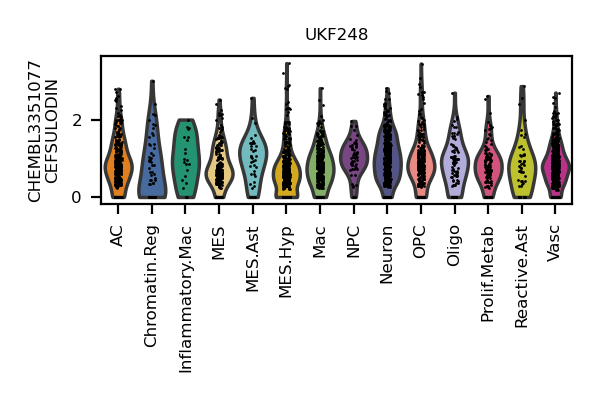 UKF248
CHEMBL3351077
CEFSULODIN
2
0
AC
Chromatin.Reg
Inflammatory.Mac
MES
MES.Ast
MES.Hyp
Mac
NPC
Neuron
OPC
Oligo
Prolif.Metab
Reactive.Ast
Vasc